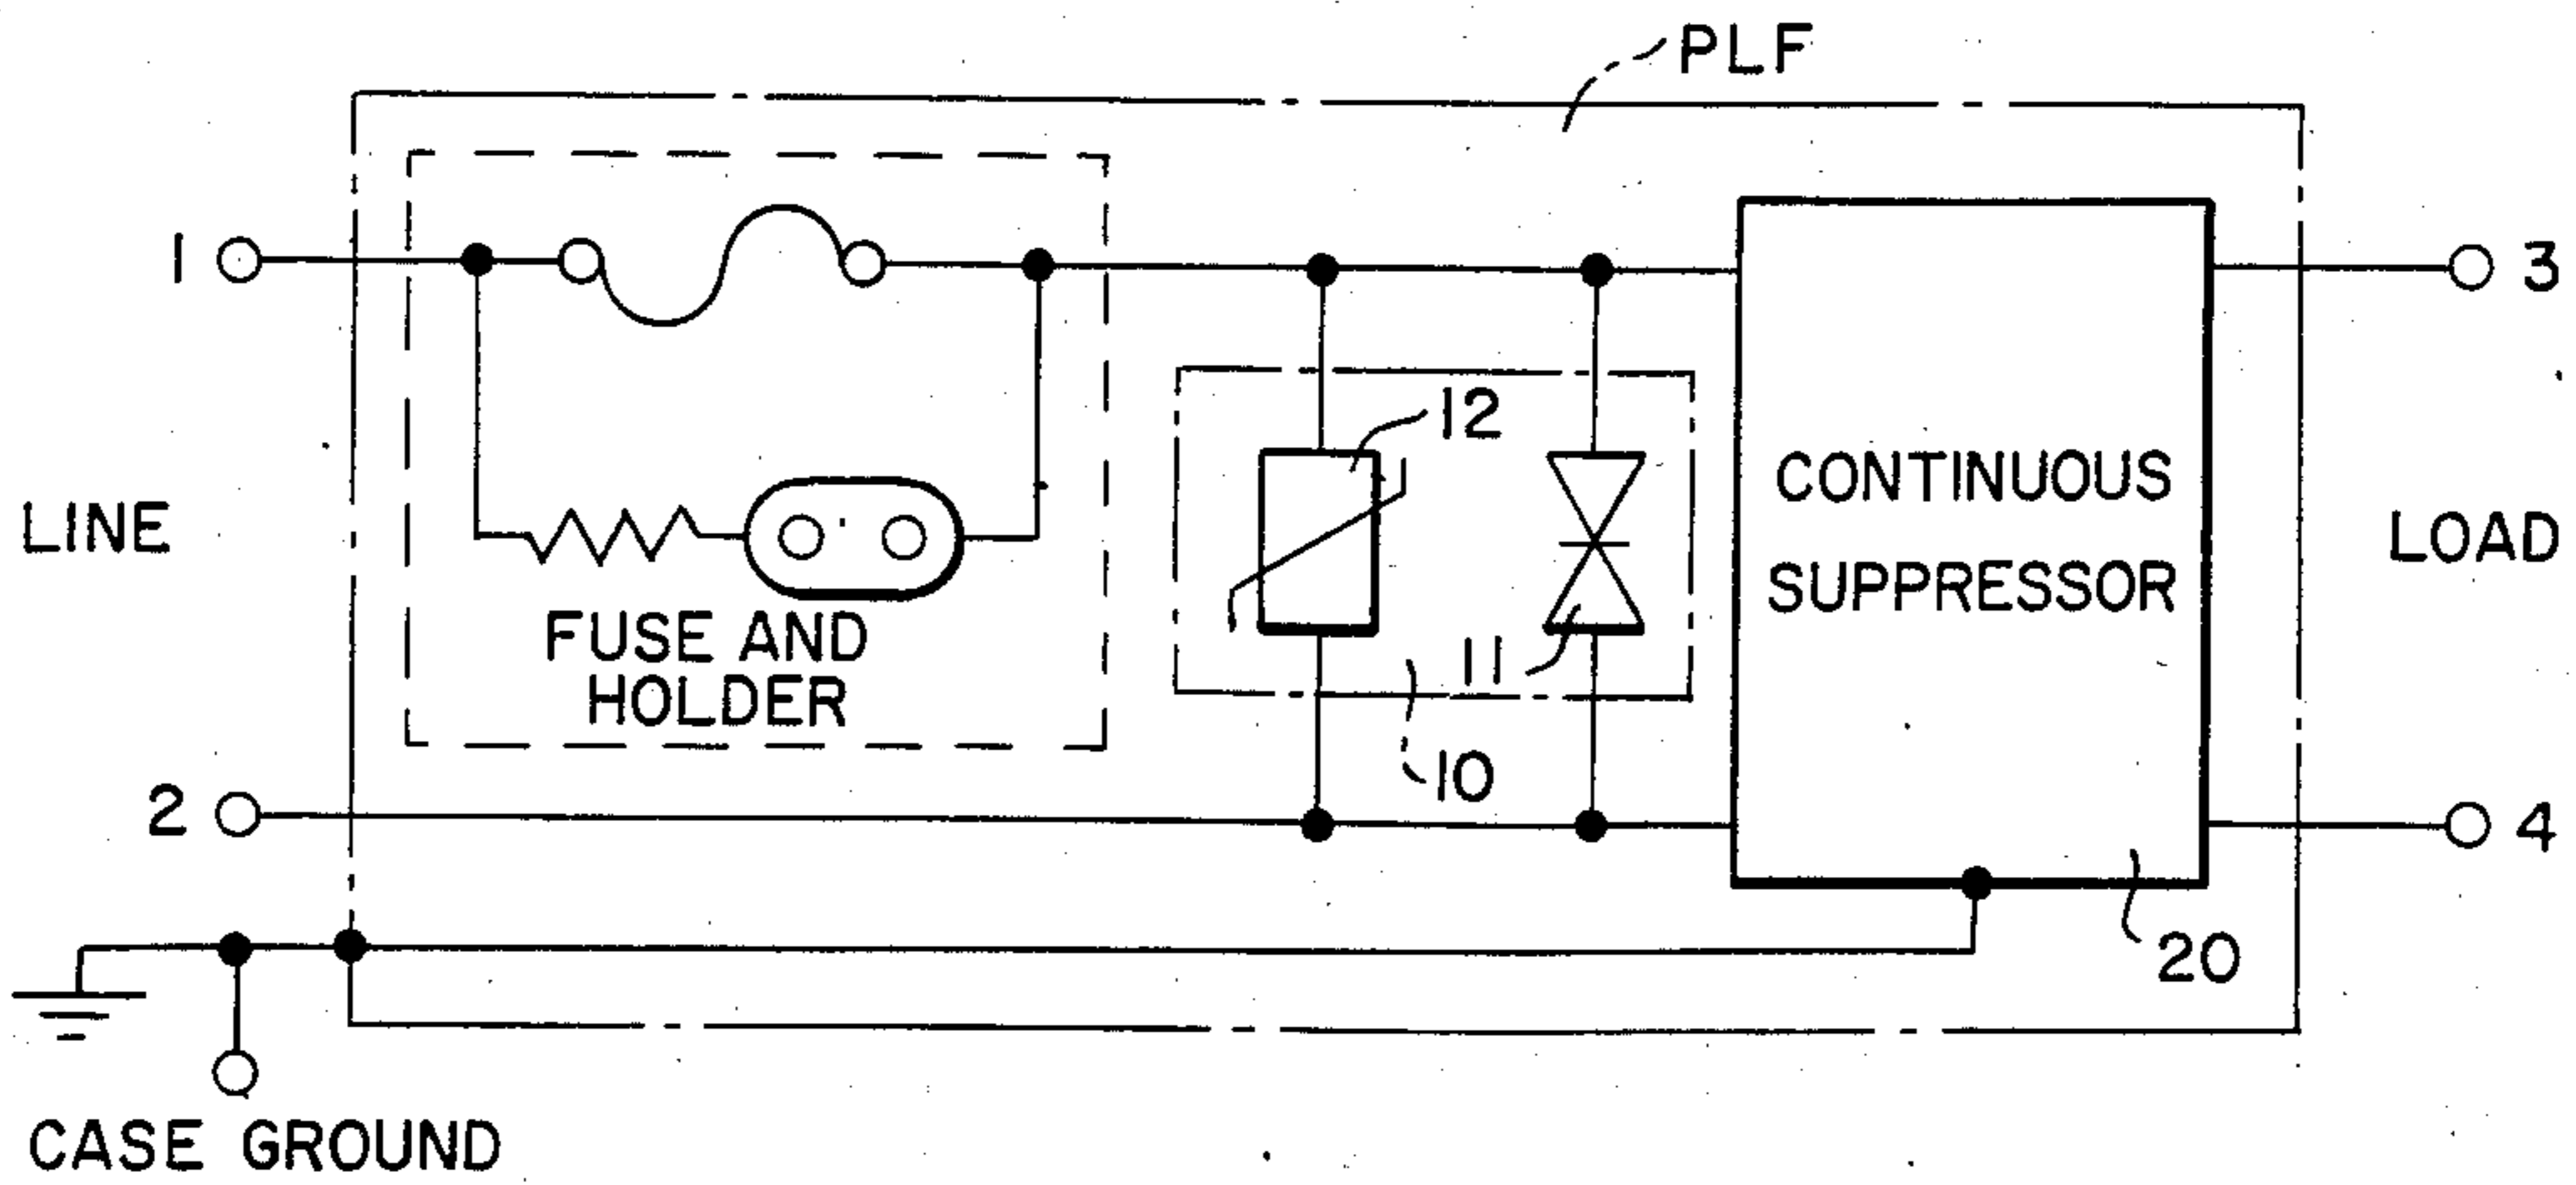 PLF
1
3
12
CONTINUOUS
SUPPRESSOR
LINE
LOAD
FUSE AND
HOLDER
11
10
2
4
20
CASE GROUND